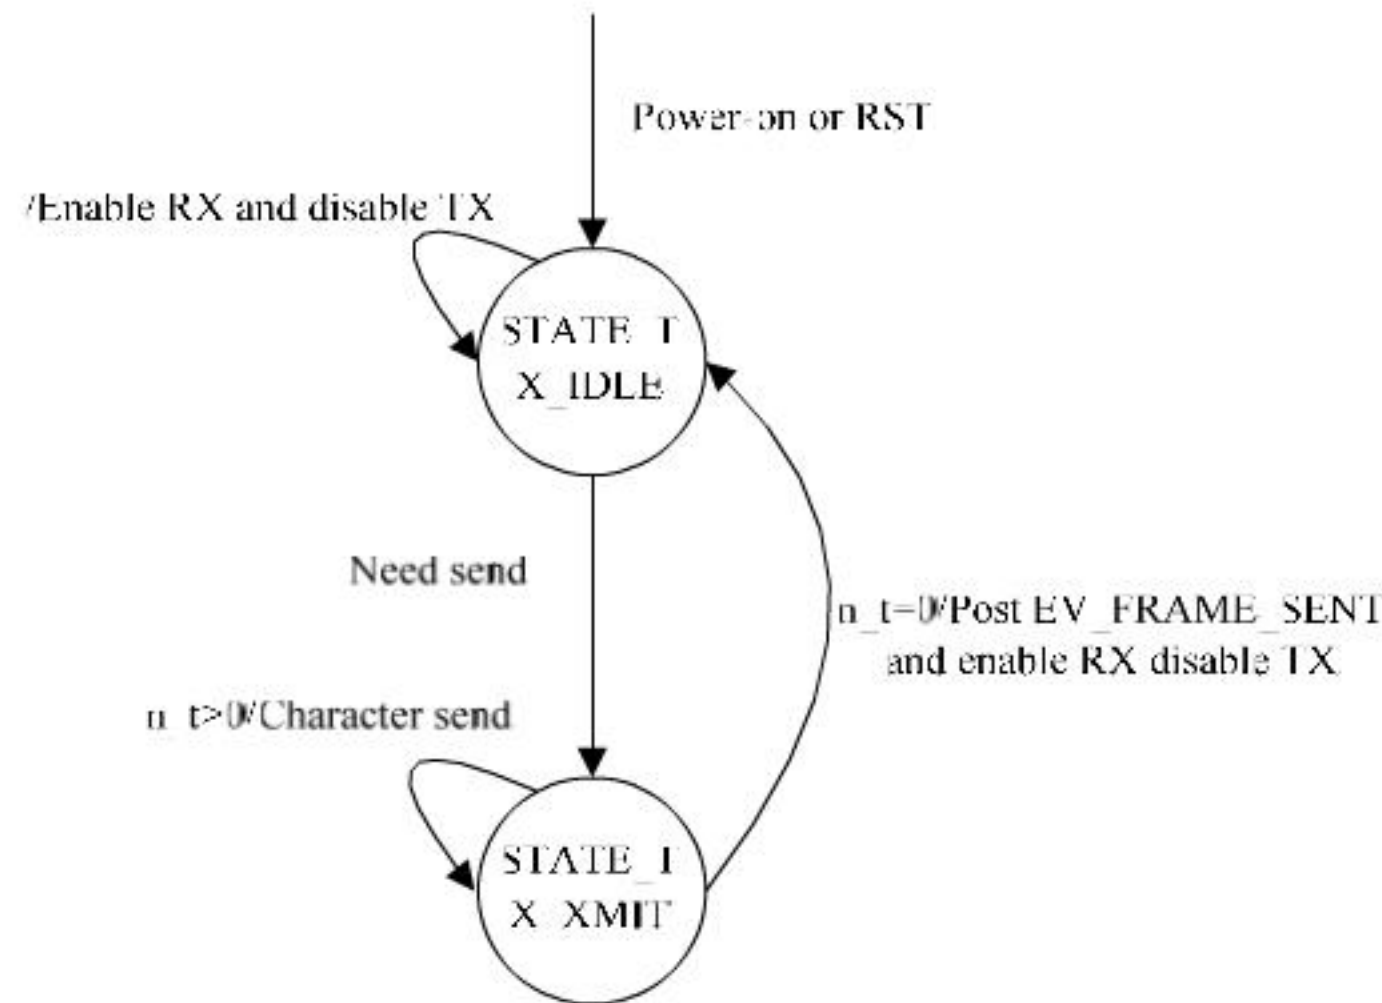 Power-on or RST
/Enable RX and disable TX
STATE_T
X_IDLE
Need send
n_t=0/Post EV_FRAME_SENT
and enable RX disable TX
n_t>0/Character send
STATE_T
X_XMIT